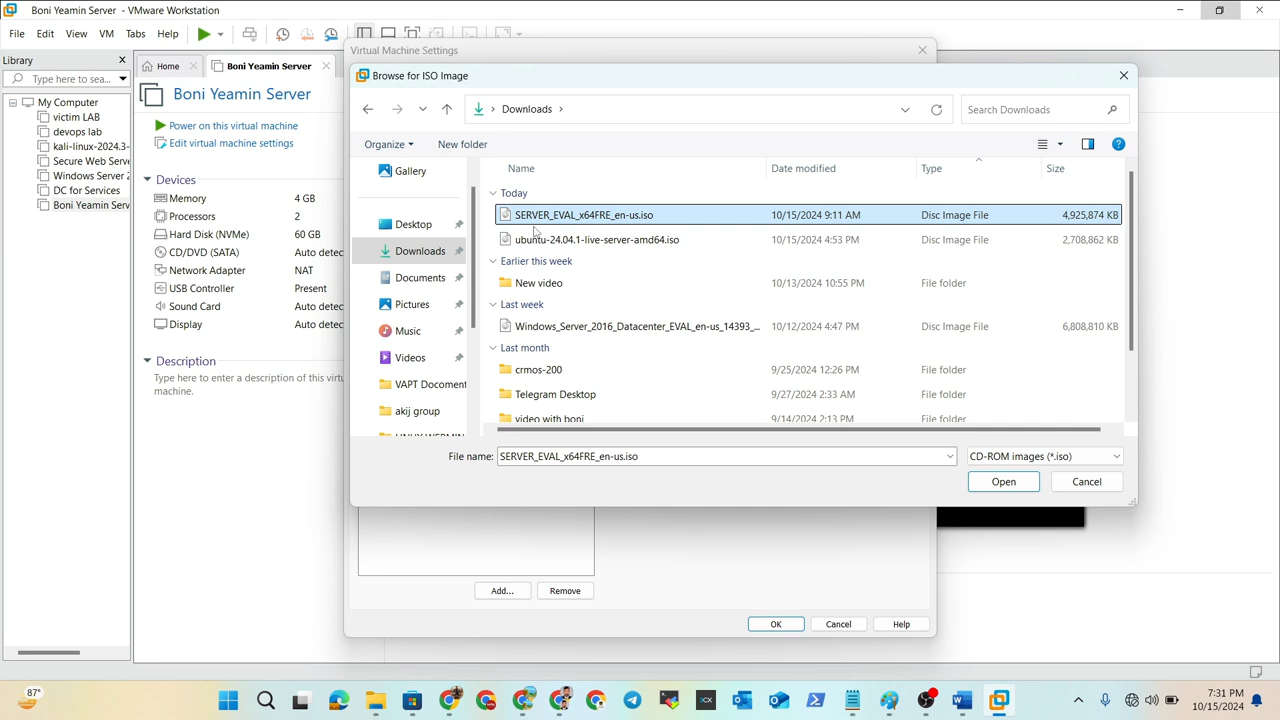 Boni Yeamin Server - VMware Workstation
File Edit View VM Tabs Help
Library
Type here to sea...
My Computer
victim LAB
devops lab
kali-linux-2024.3-
Secure Web Serve
Windows Server 2
DC for Services
Boni Yeamin Serv
Home
Boni Yeamin Server
Boni Yeamin Server
Power on this virtual machine
Edit virtual machine settings
Devices
Memory 4 GB
Processors 2
Hard Disk (NVMe) 60 GB
CD/DVD (SATA) Auto detec
Network Adapter NAT
USB Controller Present
Sound Card Auto detec
Display Auto detec
Description
Type here to enter a description of this virtu
machine.
Virtual Machine Settings
Browse for ISO Image
Downloads
Search Downloads
Organize New folder
Gallery
Desktop
Downloads
Documents
Pictures
Music
Videos
VAPT Document
akij group
LINUX WEBMIN
Name Date modified Type Size
Today
SERVER_EVAL_x64FRE_en-us.iso 10/15/2024 9:11 AM Disc Image File 4,925,874 KB
ubuntu-24.04.1-live-server-amd64.iso 10/15/2024 4:53 PM Disc Image File 2,708,862 KB
Earlier this week
New video 10/13/2024 10:55 PM File folder
Last week
Windows_Server_2016_Datacenter_EVAL_en-us_14393_... 10/12/2024 4:47 PM Disc Image File 6,808,810 KB
Last month
crmos-200 9/25/2024 12:26 PM File folder
Telegram Desktop 9/27/2024 2:33 AM File folder
video with boni 9/14/2024 2:13 PM File folder
File name: SERVER_EVAL_x64FRE_en-us.iso CD-ROM images (*.iso)
Open Cancel
Add... Remove
OK Cancel Help
87°
7:31 PM
10/15/2024